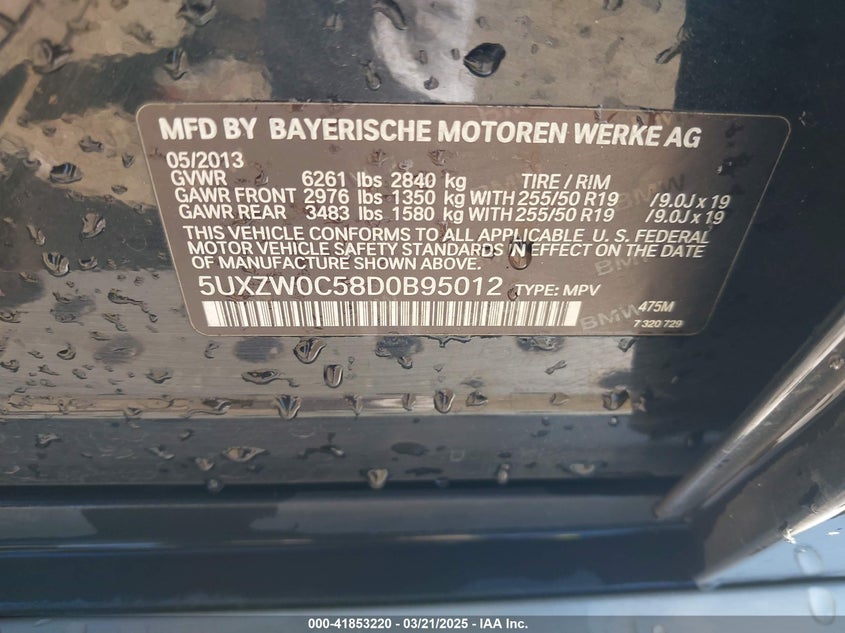 MFD BY BAYERISCHE MOTOREN WERKE AG
05/2013
GVWR 6261 lbs 2840 kg TIRE / RIM
GAWR FRONT 2976 lbs 1350 kg WITH 255/50 R19 /9.0J x 19
GAWR REAR 3483 lbs 1580 kg WITH 255/50 R19 /9.0J x 19
THIS VEHICLE CONFORMS TO ALL APPLICABLE U.S. FEDERAL
MOTOR VEHICLE SAFETY STANDARDS IN EFFECT ON THE DATE
OF MANUFACTURE SHOWN ABOVE.
5UXZW0C58D0B95012 TYPE: MPV
475M
7 320 729
BMW
BMW
BMW
000-41853220 — 03/21/2025 — IAA Inc.